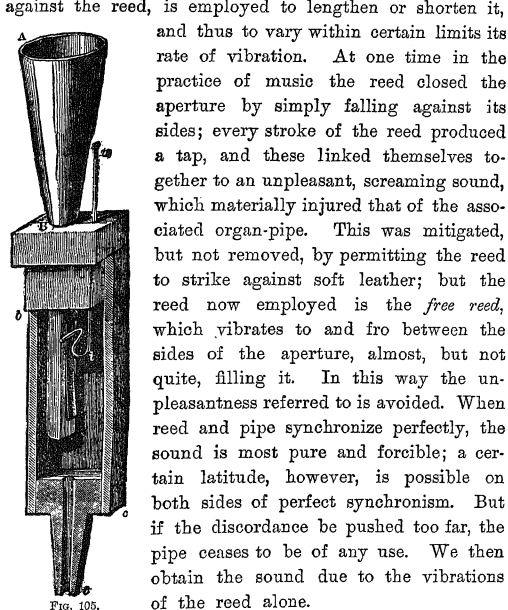 against the reed, is employed to lengthen or shorten it,
and thus to vary within certain limits its
rate of vibration. At one time in the
practice of music the reed closed the
aperture by simply falling against its
sides; every stroke of the reed produced
a tap, and these linked themselves to-
gether to an unpleasant, screaming sound,
which materially injured that of the asso-
ciated organ-pipe. This was mitigated,
but not removed, by permitting the reed
to strike against soft leather; but the
reed now employed is the free reed,
which vibrates to and fro between the
sides of the aperture, almost, but not
quite, filling it. In this way the un-
pleasantness referred to is avoided. When
reed and pipe synchronize perfectly, the
sound is most pure and forcible; a cer-
tain latitude, however, is possible on
both sides of perfect synchronism. But
if the discordance be pushed too far, the
pipe ceases to be of any use. We then
obtain the sound due to the vibrations
of the reed alone.
A
B
b
i
c
Fig. 105.